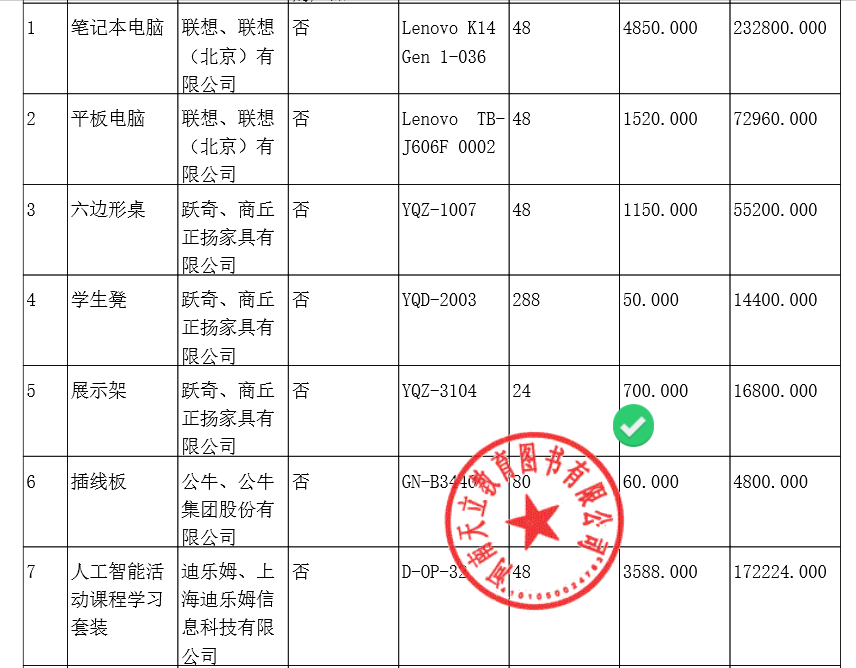 1 笔记本电脑 联想、联想 否 Lenovo K14 48 4850.000 232800.000
（北京）有 Gen 1-036
限公司
2 平板电脑 联想、联想 否 Lenovo TB- 48 1520.000 72960.000
（北京）有 J606F 0002
限公司
3 六边形桌 跃奇、商丘 否 YQZ-1007 48 1150.000 55200.000
正扬家具有
限公司
4 学生凳 跃奇、商丘 否 YQD-2003 288 50.000 14400.000
正扬家具有
限公司
5 展示架 跃奇、商丘 否 YQZ-3104 24 700.000 16800.000
正扬家具有
限公司
6 插线板 公牛、公牛 否 GN-B3440 80 60.000 4800.000
集团股份有
限公司
7 人工智能活 迪乐姆、上 否 48 3588.000 172224.000
动课程学习 海迪乐姆信
套装 息科技有限
公司
河南天立教育图书有限公司